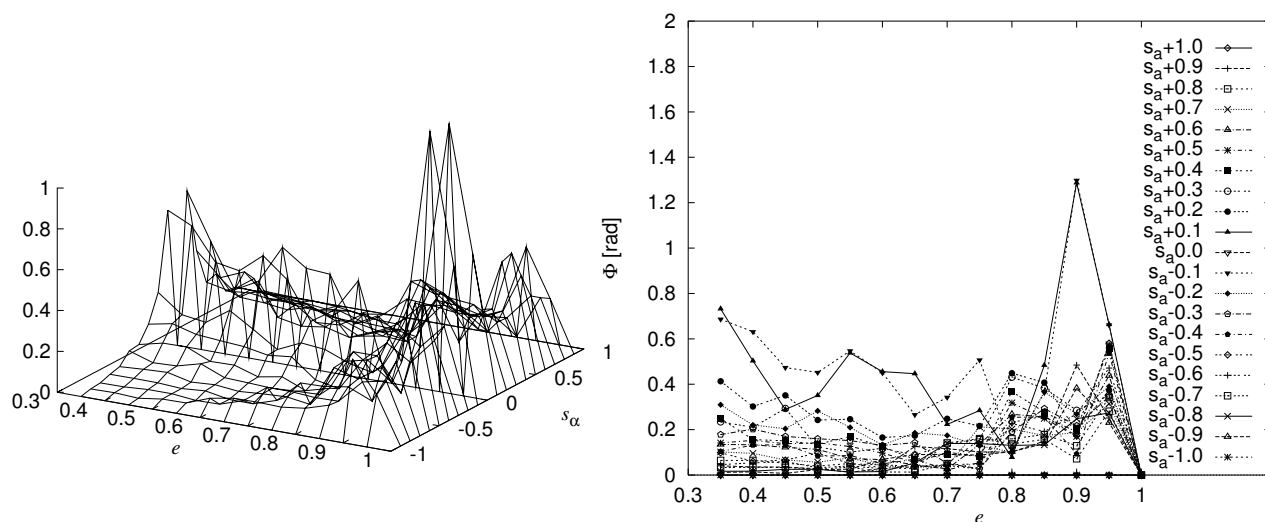 1
0.8
0.6
0.4
0.2
0
0.3
0.4
0.5
0.6
0.7
0.8
0.9
1
e
-1
-0.5
0
0.5
1
sα
2
1.8
1.6
1.4
1.2
1
0.8
0.6
0.4
0.2
0
Φ [rad]
0.3 0.4 0.5 0.6 0.7 0.8 0.9 1
e
sa+1.0
sa+0.9
sa+0.8
sa+0.7
sa+0.6
sa+0.5
sa+0.4
sa+0.3
sa+0.2
sa+0.1
sa0.0
sa-0.1
sa-0.2
sa-0.3
sa-0.4
sa-0.5
sa-0.6
sa-0.7
sa-0.8
sa-0.9
sa-1.0